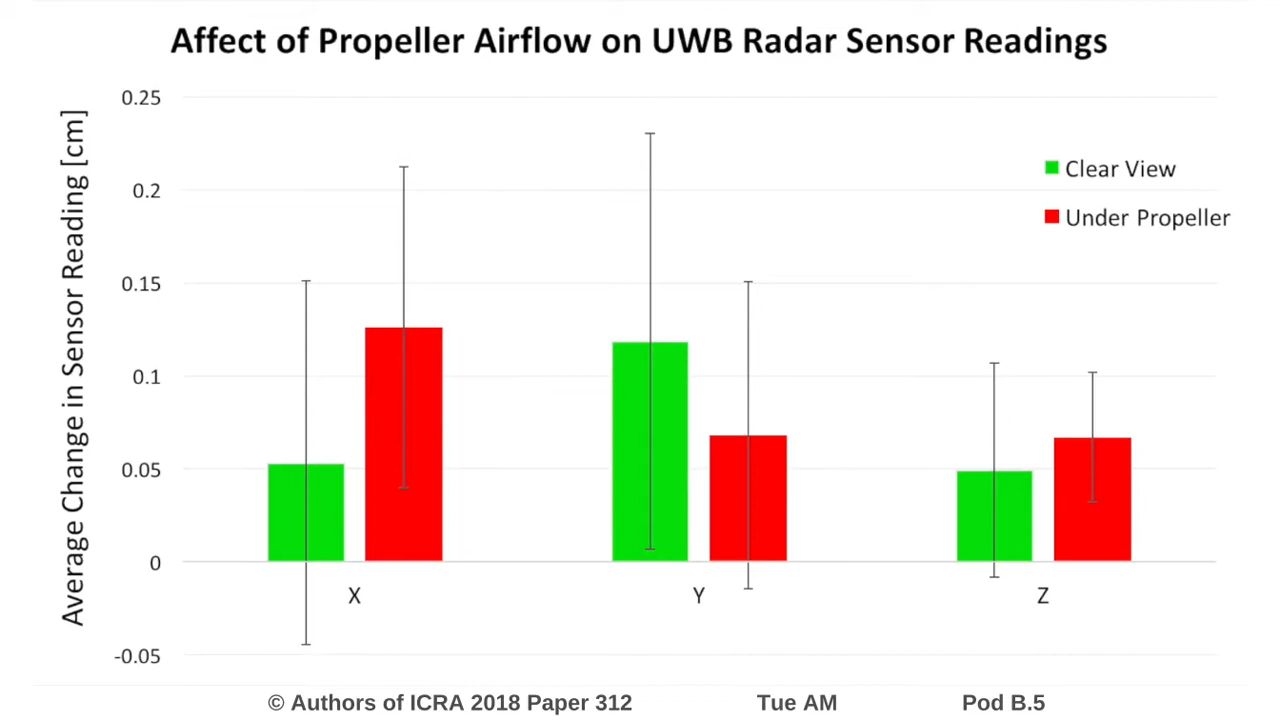 Affect of Propeller Airflow on UWB Radar Sensor Readings
Average Change in Sensor Reading [cm]
0.25
0.2
0.15
0.1
0.05
0
-0.05
Clear View
Under Propeller
X Y Z
© Authors of ICRA 2018 Paper 312 Tue AM Pod B.5